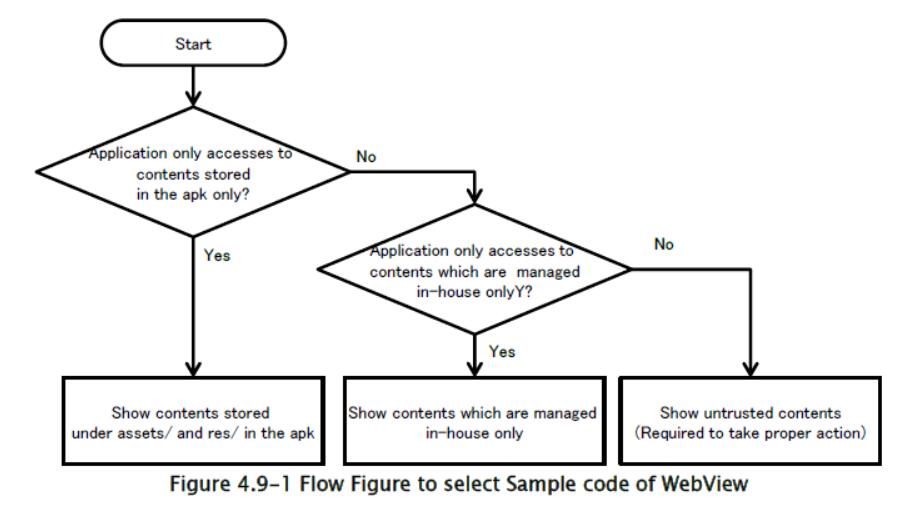 Start
Application only accesses to
contents stored
in the apk only?
No
Yes
Application only accesses to
contents which are managed
in-house onlyY?
No
Yes
Show contents stored
under assets/ and res/ in the apk
Show contents which are managed
in-house only
Show untrusted contents
(Required to take proper action)
Figure 4.9-1 Flow Figure to select Sample code of WebView